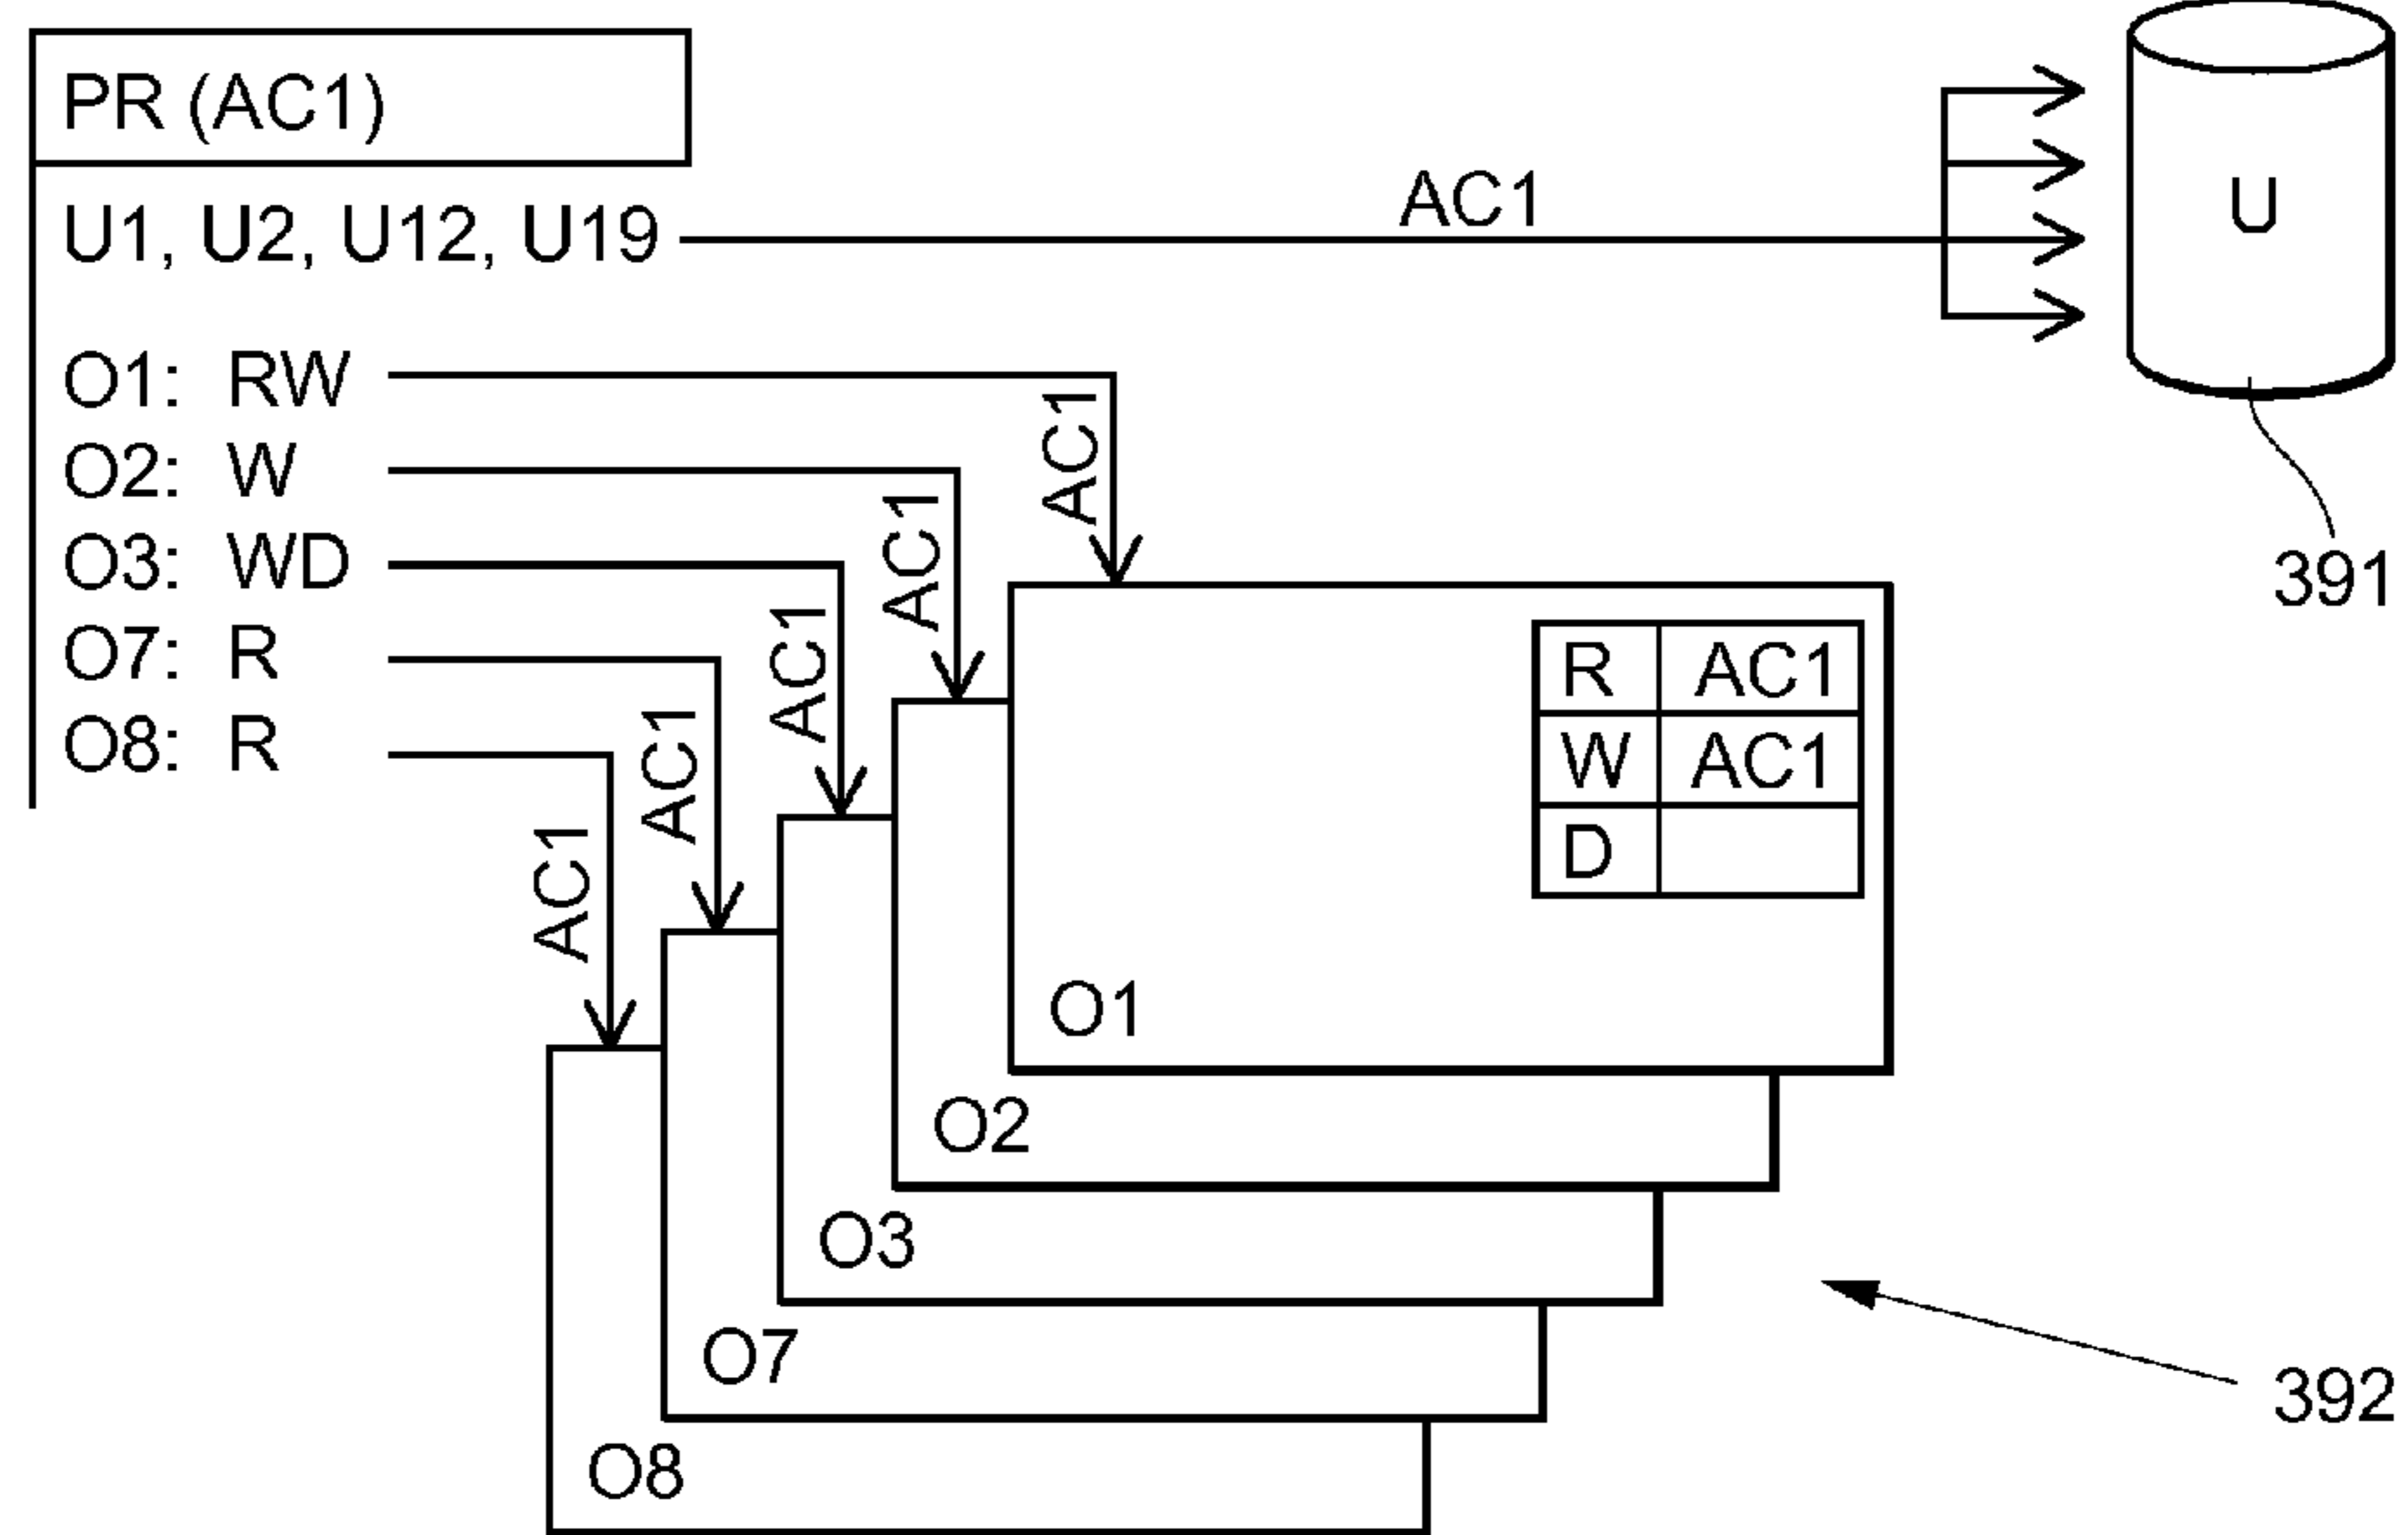 PR (AC1)
U1, U2, U12, U19
AC1
U
391
O1: RW
O2: W
O3: WD
O7: R
O8: R
AC1
AC1
AC1
AC1
AC1
R AC1
W AC1
D
O1
O2
O3
O7
O8
392